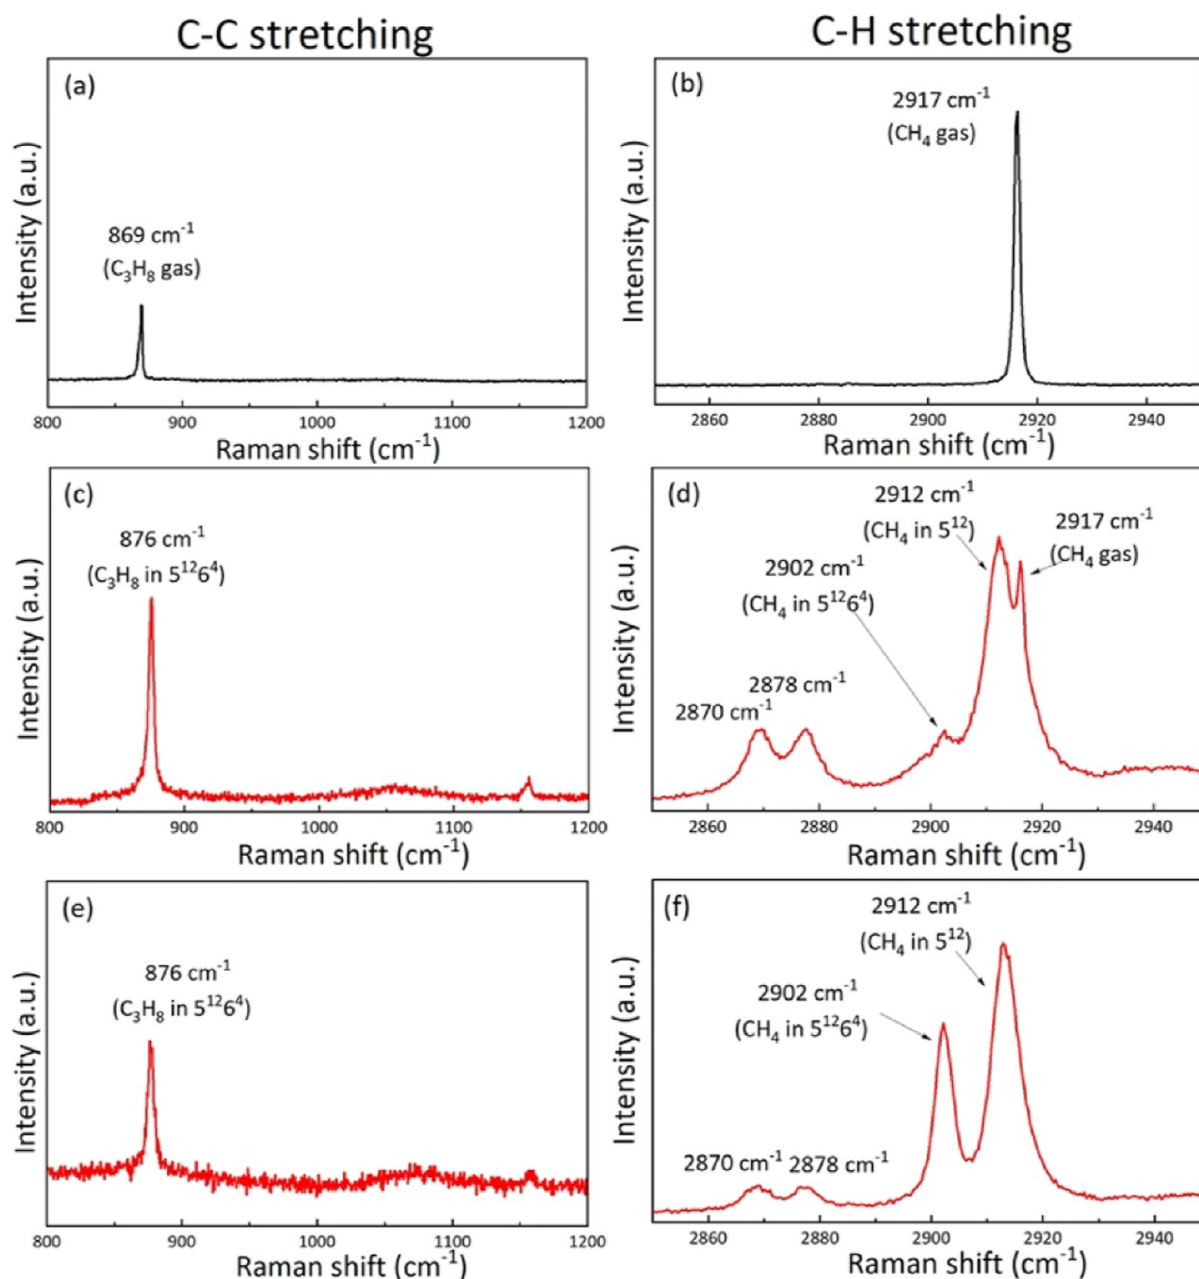 C-C stretching
C-H stretching
(a)
869 cm⁻¹
(C₃H₈ gas)
Intensity (a.u.)
800 900 1000 1100 1200
Raman shift (cm⁻¹)
(b)
2917 cm⁻¹
(CH₄ gas)
Intensity (a.u.)
2860 2880 2900 2920 2940
Raman shift (cm⁻¹)
(c)
876 cm⁻¹
(C₃H₈ in 5¹²6⁴)
Intensity (a.u.)
800 900 1000 1100 1200
Raman shift (cm⁻¹)
(d)
2912 cm⁻¹
(CH₄ in 5¹²)
2917 cm⁻¹
(CH₄ gas)
2902 cm⁻¹
(CH₄ in 5¹²6⁴)
2878 cm⁻¹
2870 cm⁻¹
Intensity (a.u.)
2860 2880 2900 2920 2940
Raman shift (cm⁻¹)
(e)
876 cm⁻¹
(C₃H₈ in 5¹²6⁴)
Intensity (a.u.)
800 900 1000 1100 1200
Raman shift (cm⁻¹)
(f)
2912 cm⁻¹
(CH₄ in 5¹²)
2902 cm⁻¹
(CH₄ in 5¹²6⁴)
2870 cm⁻¹ 2878 cm⁻¹
Intensity (a.u.)
2860 2880 2900 2920 2940
Raman shift (cm⁻¹)